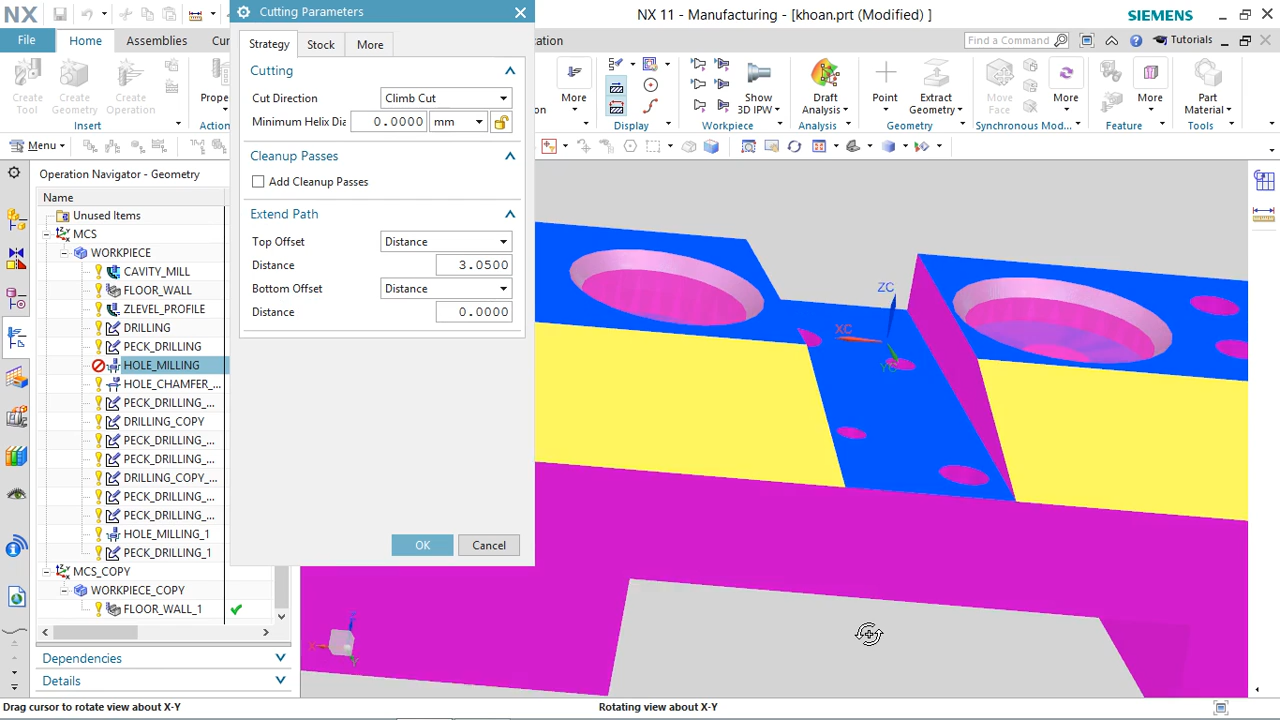 NX
NX 11 - Manufacturing - [khoan.prt (Modified) ]
SIEMENS
Cutting Parameters
File
Home
Assemblies
Find a Command
Tutorials
Create
Tool
Create
Geometry
Create
Operation
Insert
More
Display
Show
3D IPW
Workpiece
Draft
Analysis
Analysis
Point
Extract
Geometry
Geometry
Move
Face
More
Synchronous Mod...
More
Feature
Part
Material
Tools
Menu
Strategy
Stock
More
Cutting
Cut Direction
Climb Cut
Minimum Helix Dia
0.0000
mm
Cleanup Passes
Add Cleanup Passes
Extend Path
Top Offset
Distance
Distance
3.0500
Bottom Offset
Distance
Distance
0.0000
OK
Cancel
Operation Navigator - Geometry
Name
Unused Items
MCS
WORKPIECE
CAVITY_MILL
FLOOR_WALL
ZLEVEL_PROFILE
DRILLING
PECK_DRILLING
HOLE_MILLING
HOLE_CHAMFER_...
PECK_DRILLING_...
DRILLING_COPY
PECK_DRILLING_...
PECK_DRILLING_...
DRILLING_COPY_...
PECK_DRILLING_...
PECK_DRILLING_...
HOLE_MILLING_1
PECK_DRILLING_1
MCS_COPY
WORKPIECE_COPY
FLOOR_WALL_1
Dependencies
Details
ZC
XC
Drag cursor to rotate view about X-Y
Rotating view about X-Y